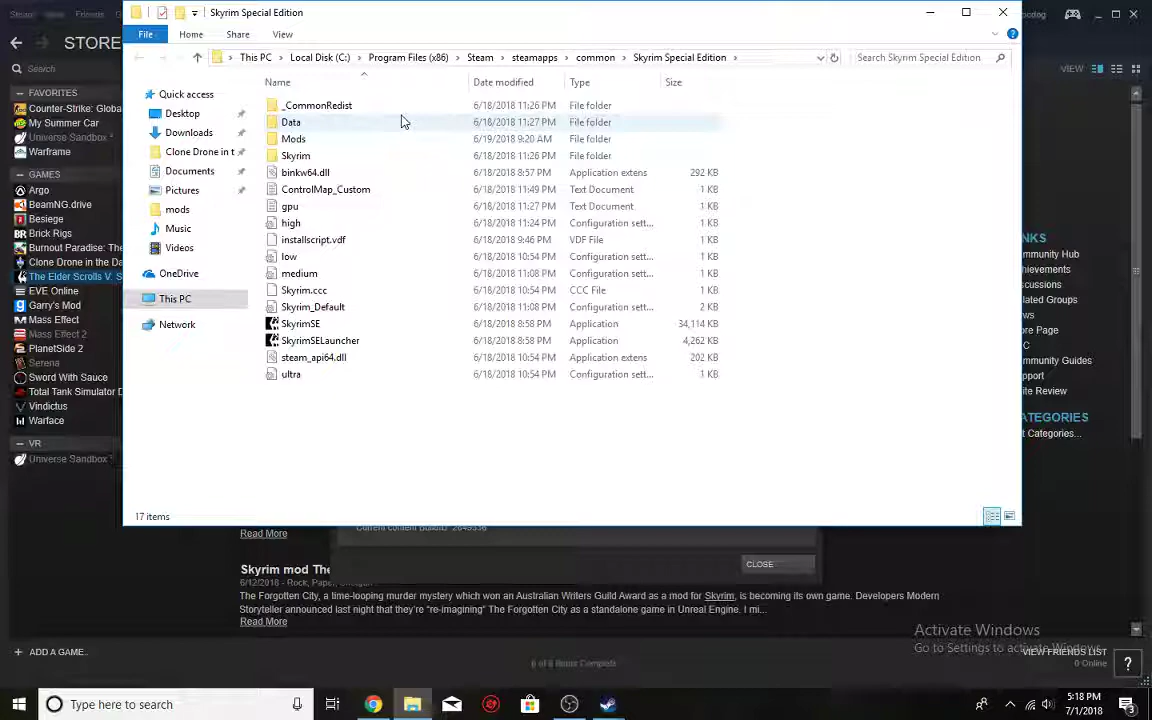 Skyrim Special Edition
File
Home
Share
View
This PC > Local Disk (C:) > Program Files (x86) > Steam > steamapps > common > Skyrim Special Edition >
Search Skyrim Special Edition
Name
Date modified
Type
Size
Quick access
Desktop
Downloads
Clone Drone in t
Documents
Pictures
mods
Music
Videos
OneDrive
This PC
Network
_CommonRedist 6/18/2018 11:26 PM File folder
Data 6/18/2018 11:27 PM File folder
Mods 6/19/2018 9:20 AM File folder
Skyrim 6/18/2018 11:26 PM File folder
binkw64.dll 6/18/2018 8:57 PM Application extens 292 KB
ControlMap_Custom 6/18/2018 11:49 PM Text Document 1 KB
gpu 6/18/2018 11:27 PM Text Document 1 KB
high 6/18/2018 11:24 PM Configuration sett... 1 KB
installscript.vdf 6/18/2018 9:46 PM VDF File 1 KB
low 6/18/2018 10:54 PM Configuration sett... 1 KB
medium 6/18/2018 11:08 PM Configuration sett... 1 KB
Skyrim.ccc 6/18/2018 10:54 PM CCC File 1 KB
Skyrim_Default 6/18/2018 11:08 PM Configuration sett... 2 KB
SkyrimSE 6/18/2018 8:58 PM Application 34,114 KB
SkyrimSELauncher 6/18/2018 8:58 PM Application 4,262 KB
steam_api64.dll 6/18/2018 10:54 PM Application extens 202 KB
ultra 6/18/2018 10:54 PM Configuration sett... 1 KB
17 items
Steam
Friends
STORE
Search
VIEW
FAVORITES
Counter-Strike: Globa
My Summer Car
Universe Sandbox ²
Warframe
GAMES
Argo
BeamNG.drive
Besiege
Brick Rigs
Burnout Paradise: The
Clone Drone in the Da
The Elder Scrolls V: S
EVE Online
Garry's Mod
Mass Effect
Mass Effect 2
PlanetSide 2
Serena
Sword With Sauce
Total Tank Simulator D
Vindictus
Warface
VR
Universe Sandbox ²
NKS
mmunity Hub
hievements
scussions
lated Groups
ws
ore Page
C
mmunity Guides
pport
ite Review
ATEGORIES
t Categories...
Read More
CLOSE
Skyrim mod The
The Forgotten City, a time-looping murder mystery which won an Australian Writers Guild Award as a mod for Skyrim, is becoming its own game. Developers Modern
Storyteller announced last night that they're "re-imagining" The Forgotten City as a standalone game in Unreal Engine. I mi...
Read More
Activate Windows
Go to Settings to activate Windows.
ADD A GAME...
VIEW FRIENDS LIST
0 Online
?
Type here to search
5:18 PM
7/1/2018
3